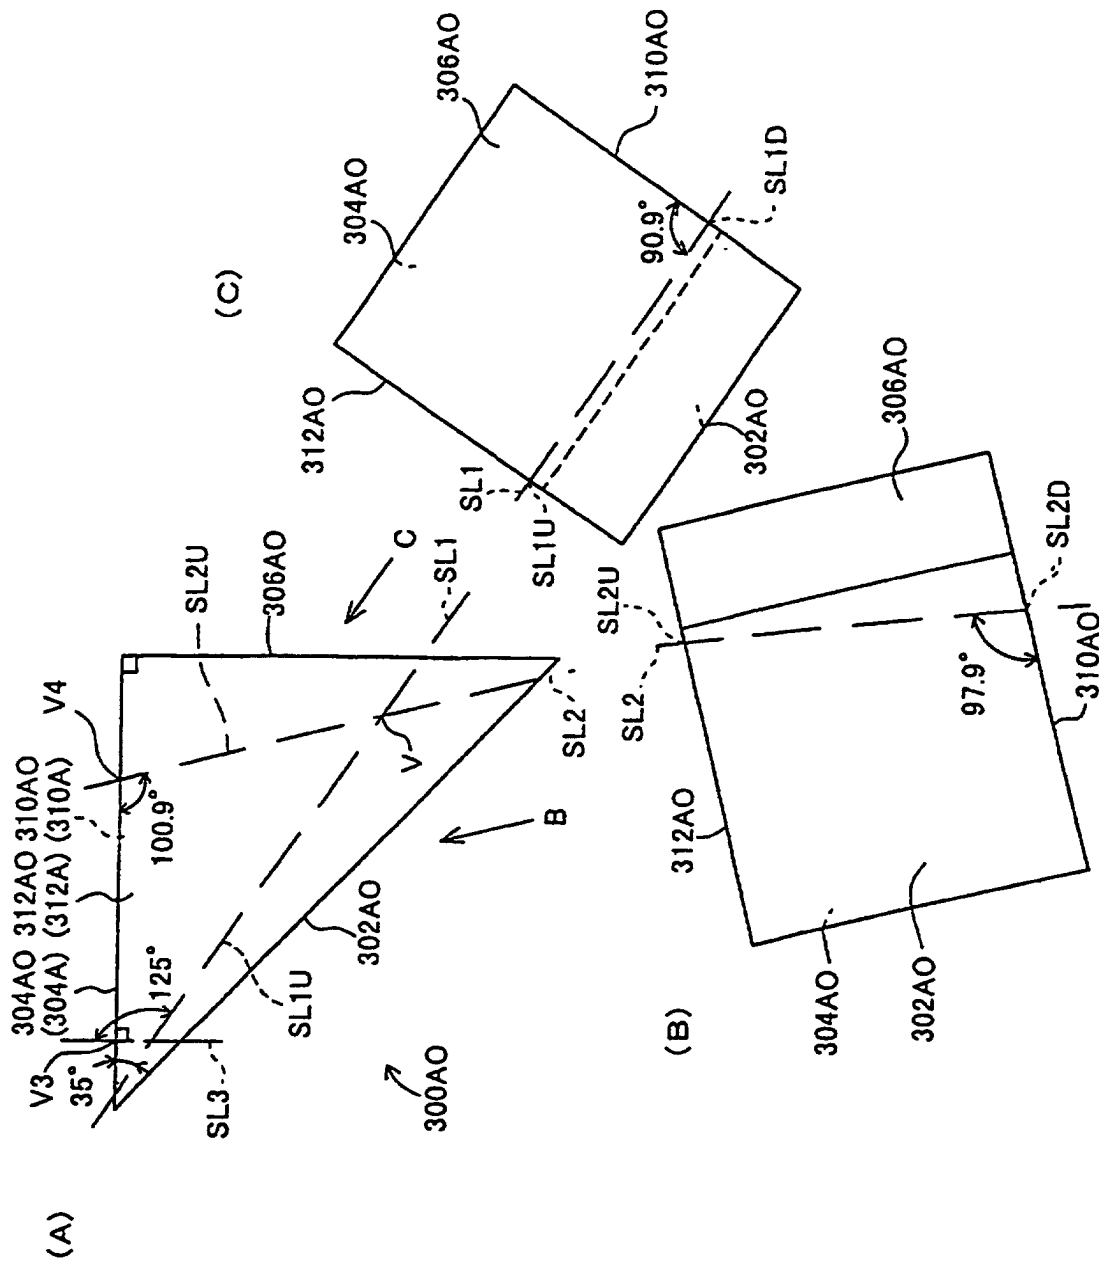 (A)
304AO 312AO 310AO
(304A) (312A) (310A)
V4
V3
35°
125°
100.9°
SL2U
306AO
SL3
SL1U
302AO
V
SL2
SL1
300AO
B
C
(B)
312AO
SL2
SL2U
306AO
304AO
302AO
97.9°
310AO
SL2D
(C)
304AO
306AO
312AO
310AO
SL1
SL1U
90.9°
SL1D
302AO